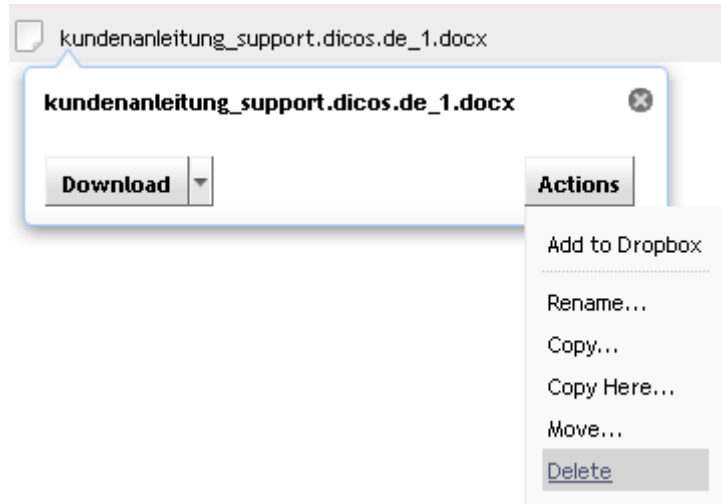 kundenanleitung_support.dicos.de_1.docx
kundenanleitung_support.dicos.de_1.docx
Download
Actions
Add to Dropbox
Rename...
Copy...
Copy Here...
Move...
Delete